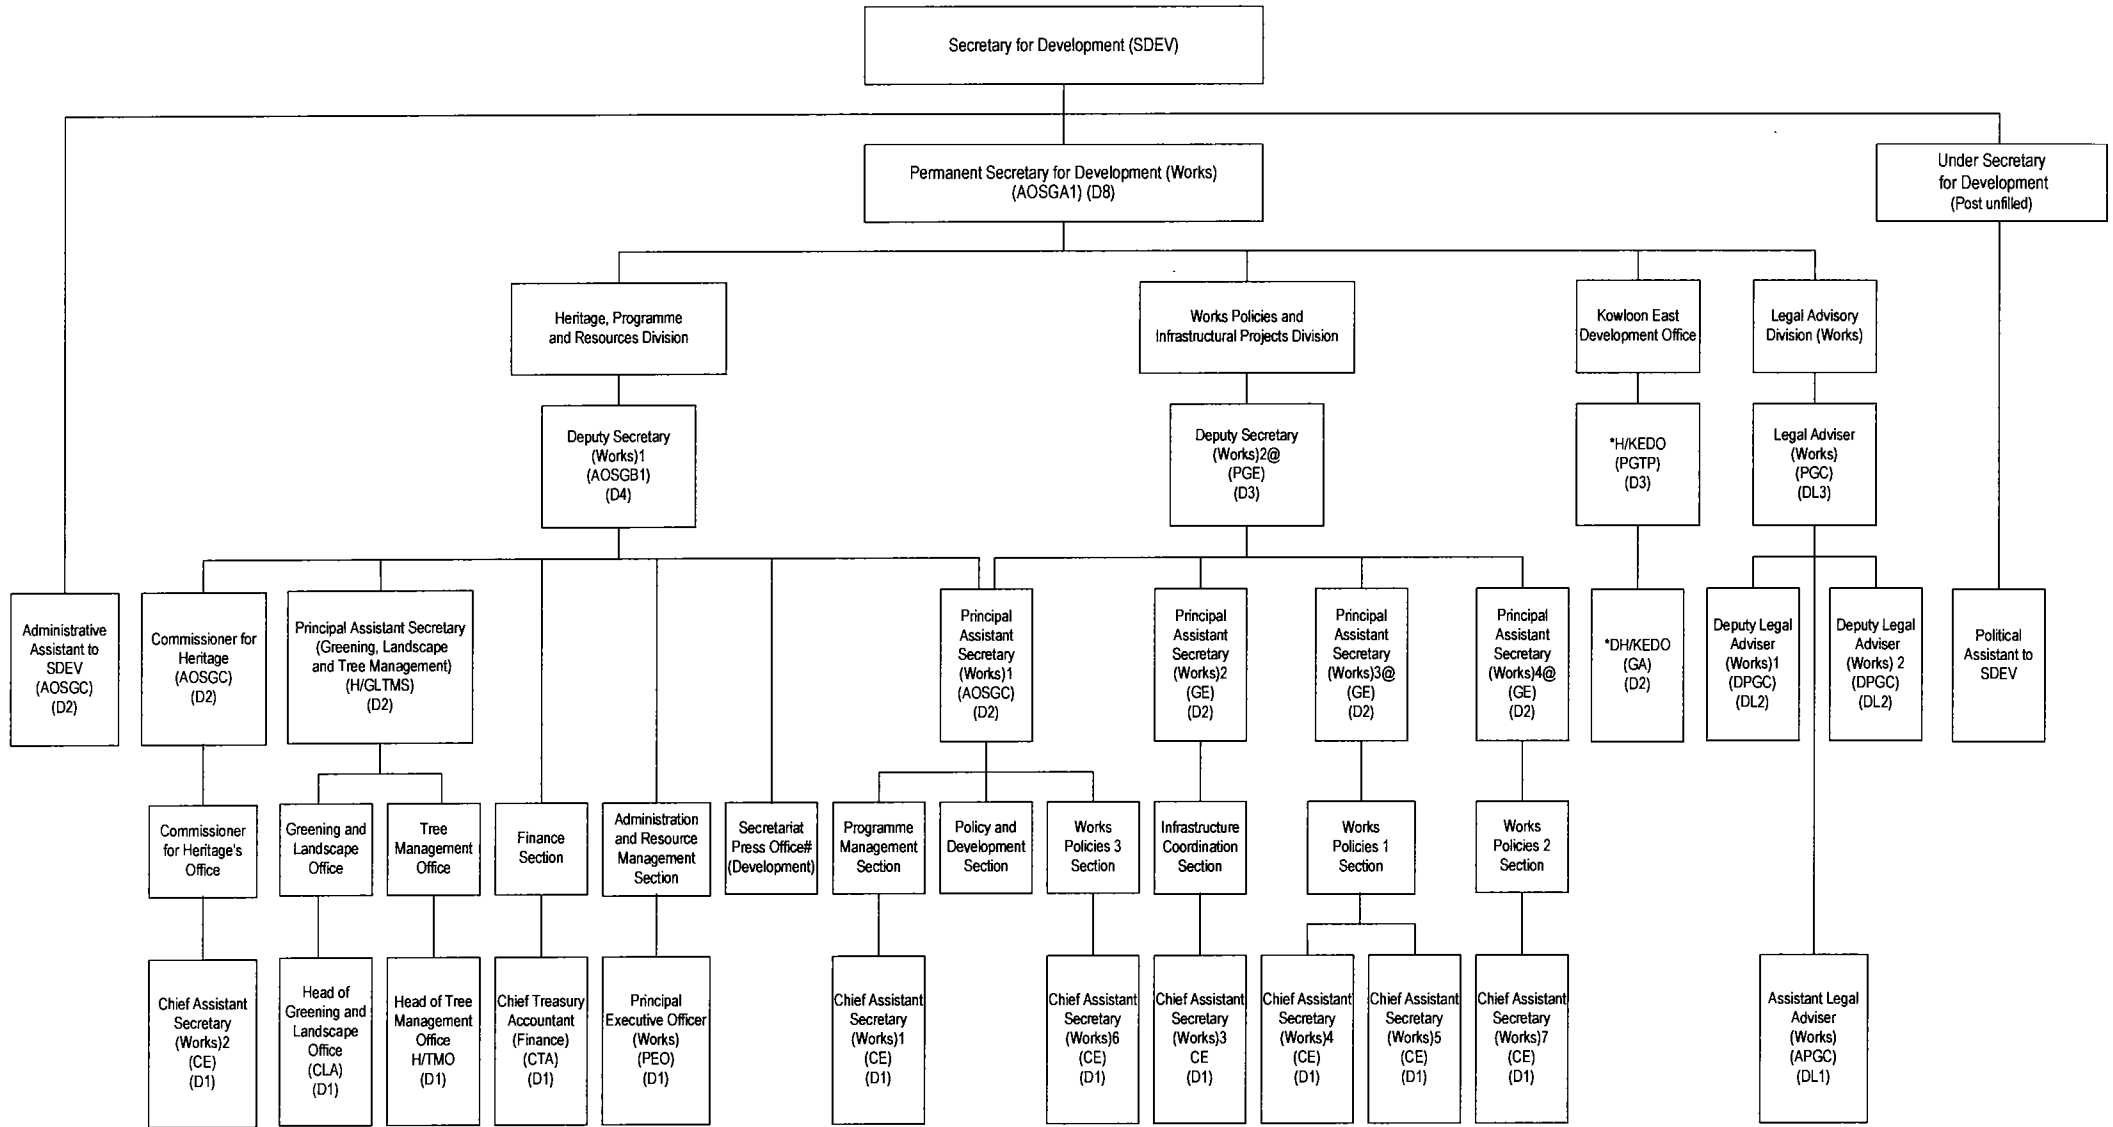 Secretary for Development (SDEV)
Permanent Secretary for Development (Works)
(AOSGA1) (D8)
Under Secretary
for Development
(Post unfilled)
Heritage, Programme
and Resources Division
Works Policies and
Infrastructural Projects Division
Kowloon East
Development Office
Legal Advisory
Division (Works)
Deputy Secretary
(Works)1
(AOSGB1)
(D4)
Deputy Secretary
(Works)2@
(PGE)
(D3)
*H/KEDO
(PGTP)
(D3)
Legal Adviser
(Works)
(PGC)
(DL3)
Administrative
Assistant to
SDEV
(AOSGC)
(D2)
Commissioner for
Heritage
(AOSGC)
(D2)
Principal Assistant Secretary
(Greening, Landscape
and Tree Management)
(H/GLTMS)
(D2)
Principal
Assistant
Secretary
(Works)1
(AOSGC)
(D2)
Principal
Assistant
Secretary
(Works)2
(GE)
(D2)
Principal
Assistant
Secretary
(Works)3@
(GE)
(D2)
Principal
Assistant
Secretary
(Works)4@
(GE)
(D2)
*DH/KEDO
(GA)
(D2)
Deputy Legal
Adviser
(Works)1
(DPGC)
(DL2)
Deputy Legal
Adviser
(Works) 2
(DPGC)
(DL2)
Political
Assistant to
SDEV
Commissioner
for Heritage's
Office
Greening and
Landscape
Office
Tree
Management
Office
Finance
Section
Administration
and Resource
Management
Section
Secretariat
Press Office#
(Development)
Programme
Management
Section
Policy and
Development
Section
Works
Policies 3
Section
Infrastructure
Coordination
Section
Works
Policies 1
Section
Works
Policies 2
Section
Chief Assistant
Secretary
(Works)2
(CE)
(D1)
Head of
Greening and
Landscape
Office
(CLA)
(D1)
Head of Tree
Management
Office
H/TMO
(D1)
Chief Treasury
Accountant
(Finance)
(CTA)
(D1)
Principal
Executive Officer
(Works)
(PEO)
(D1)
Chief Assistant
Secretary
(Works)1
(CE)
(D1)
Chief Assistant
Secretary
(Works)6
(CE)
(D1)
Chief Assistant
Secretary
(Works)3
CE
(D1)
Chief Assistant
Secretary
(Works)4
(CE)
(D1)
Chief Assistant
Secretary
(Works)5
(CE)
(D1)
Chief Assistant
Secretary
(Works)7
(CE)
(D1)
Assistant Legal
Adviser
(Works)
(APGC)
(DL1)